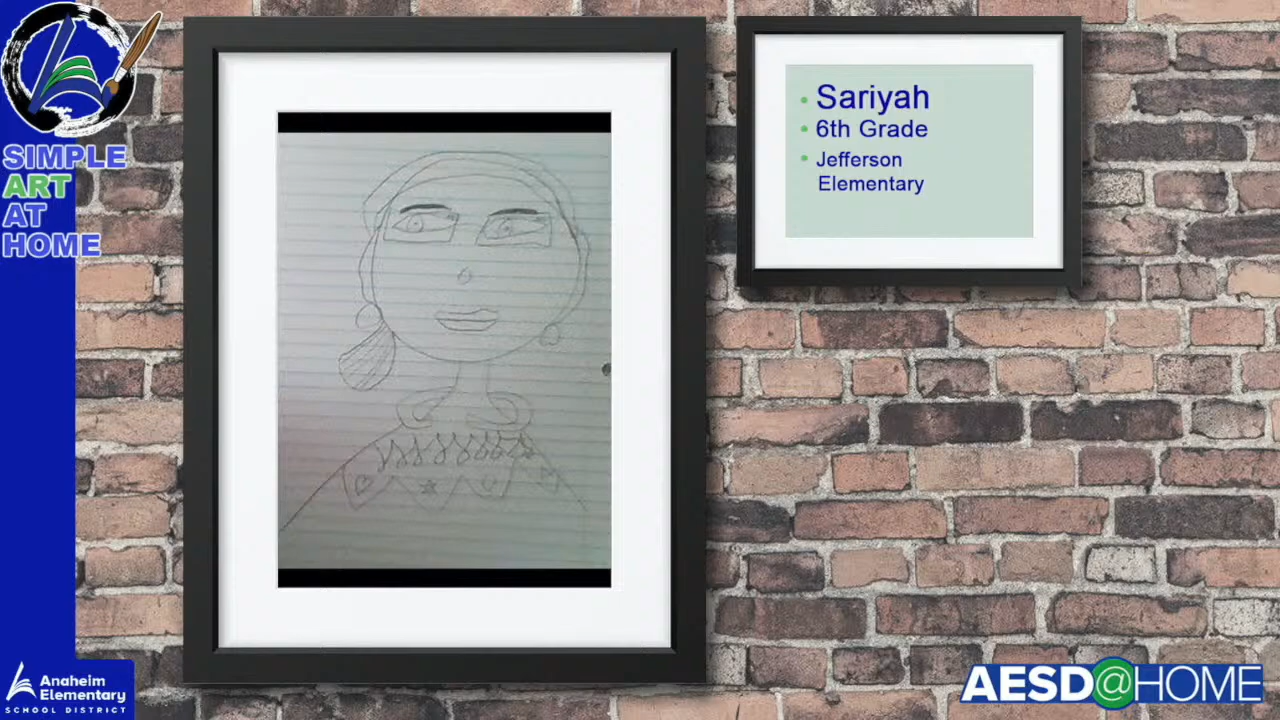 SIMPLE
ART
AT
HOME
Sariyah
6th Grade
Jefferson
Elementary
Anaheim
Elementary
SCHOOL DISTRICT
AESD@HOME